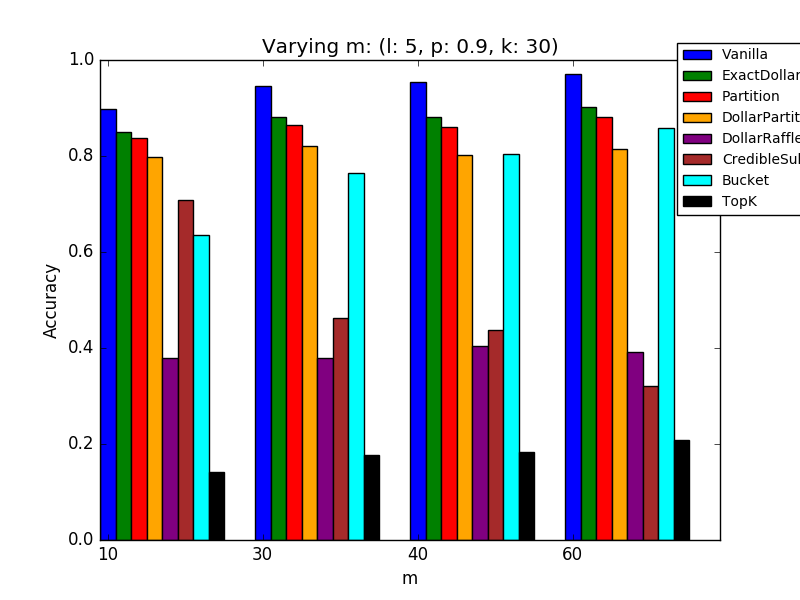 Varying m: (l: 5, p: 0.9, k: 30)
Vanilla
ExactDollar
Partition
DollarPartit
DollarRaffle
CredibleSu
Bucket
TopK
1.0
0.8
0.6
0.4
0.2
0.0
Accuracy
10 30 40 60
m